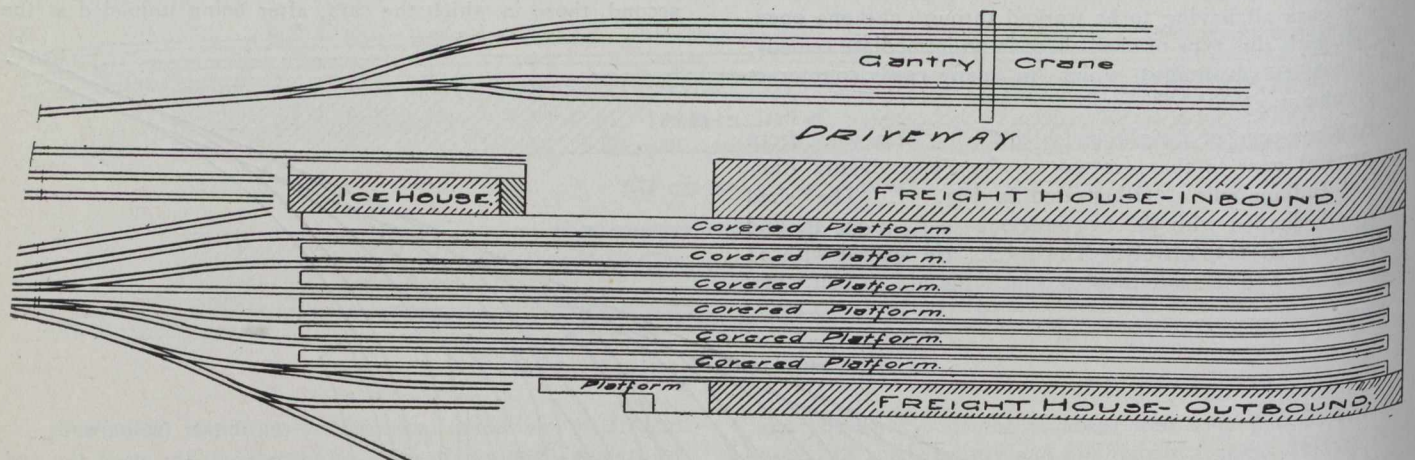 Gantry Crane
DRIVEWAY
ICE HOUSE.
FREIGHT HOUSE-INBOUND.
Covered Platform
Covered Platform.
Covered Platform.
Covered Platform.
Covered Platform.
Covered Platform.
Platform
FREIGHT HOUSE-OUTBOUND.